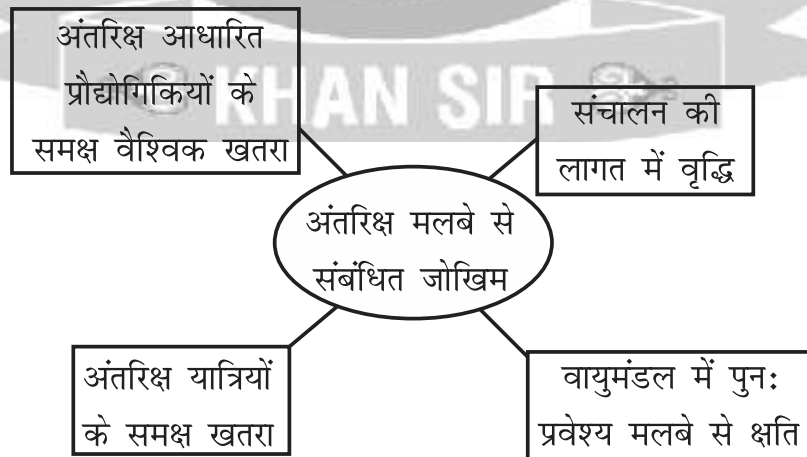 अंतरिक्ष आधारित
प्रौद्योगिकियों के
समक्ष वैश्विक खतरा
KHAN SIR
संचालन की
लागत में वृद्धि
अंतरिक्ष मलबे से
संबंधित जोखिम
अंतरिक्ष यात्रियों
के समक्ष खतरा
वायुमंडल में पुनः
प्रवेश्य मलबे से क्षति